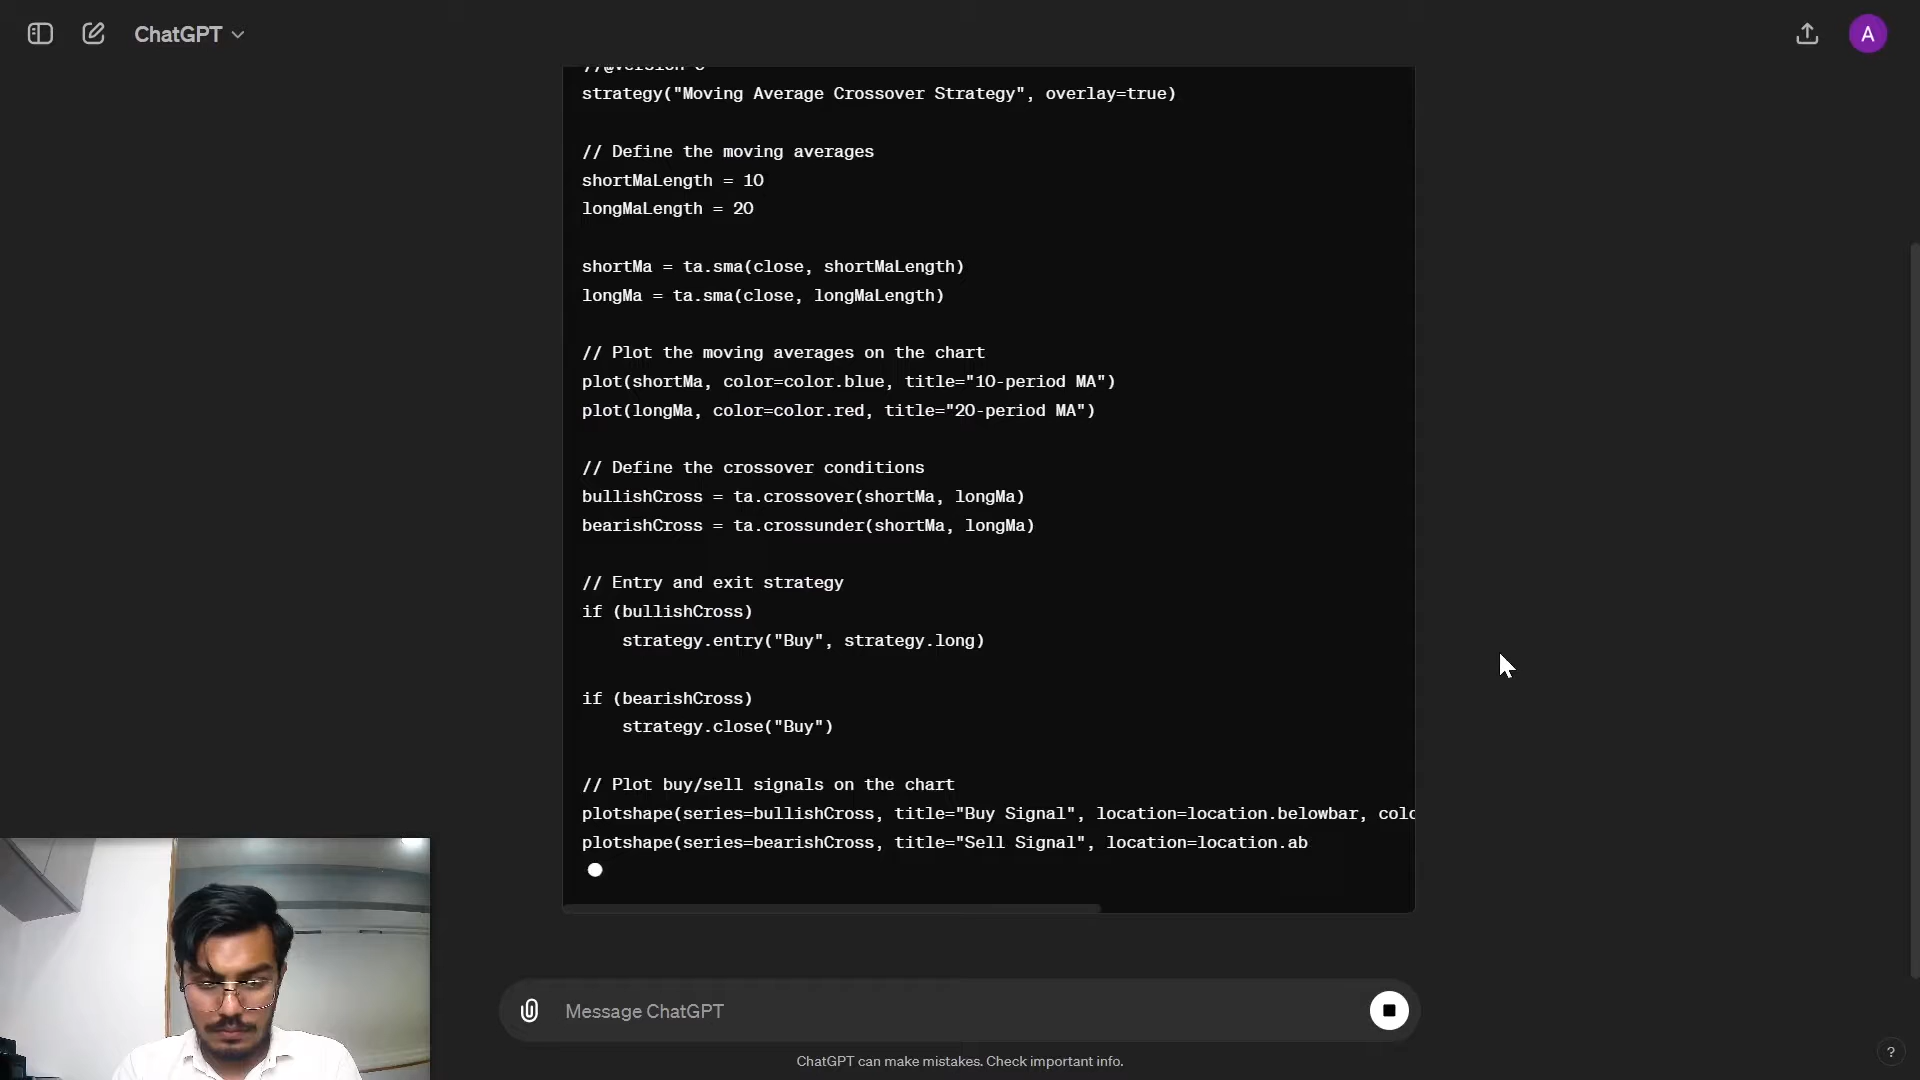 ChatGPT
A
strategy("Moving Average Crossover Strategy", overlay=true)
// Define the moving averages
shortMaLength = 10
longMaLength = 20
shortMa = ta.sma(close, shortMaLength)
longMa = ta.sma(close, longMaLength)
// Plot the moving averages on the chart
plot(shortMa, color=color.blue, title="10-period MA")
plot(longMa, color=color.red, title="20-period MA")
// Define the crossover conditions
bullishCross = ta.crossover(shortMa, longMa)
bearishCross = ta.crossunder(shortMa, longMa)
// Entry and exit strategy
if (bullishCross)
    strategy.entry("Buy", strategy.long)
if (bearishCross)
    strategy.close("Buy")
// Plot buy/sell signals on the chart
plotshape(series=bullishCross, title="Buy Signal", location=location.belowbar, colo
plotshape(series=bearishCross, title="Sell Signal", location=location.ab
Message ChatGPT
ChatGPT can make mistakes. Check important info.
?